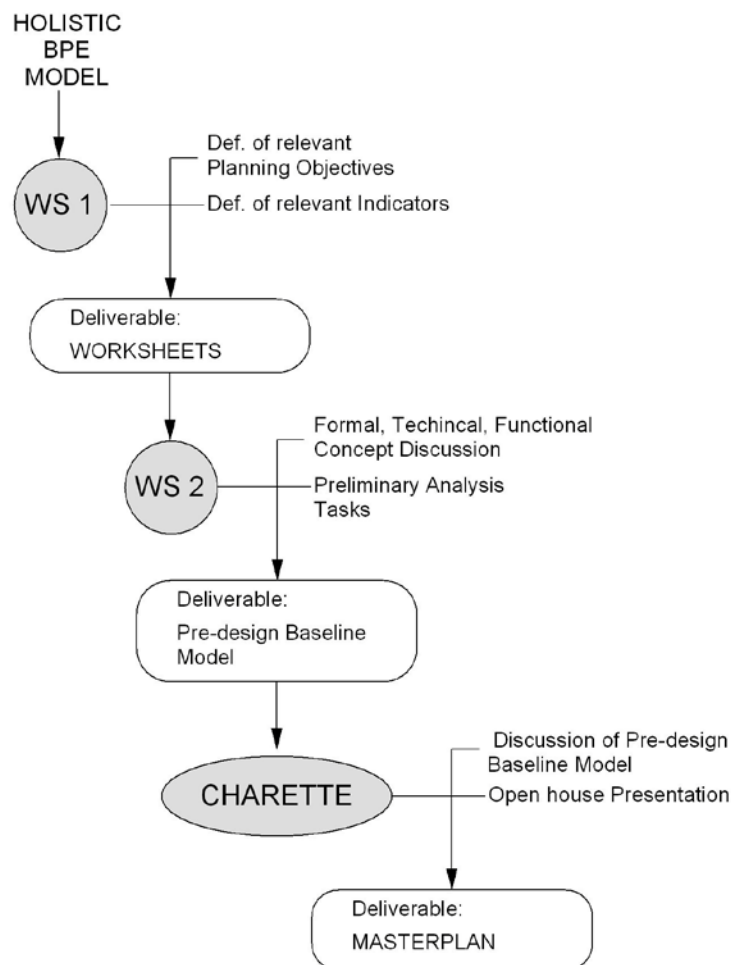 HOLISTIC
BPE
MODEL
Def. of relevant
Planning Objectives
WS 1
Def. of relevant Indicators
Deliverable:
WORKSHEETS
Formal, Techincal, Functional
Concept Discussion
WS 2
Preliminary Analysis
Tasks
Deliverable:
Pre-design Baseline
Model
Discussion of Pre-design
Baseline Model
CHARETTE
Open house Presentation
Deliverable:
MASTERPLAN